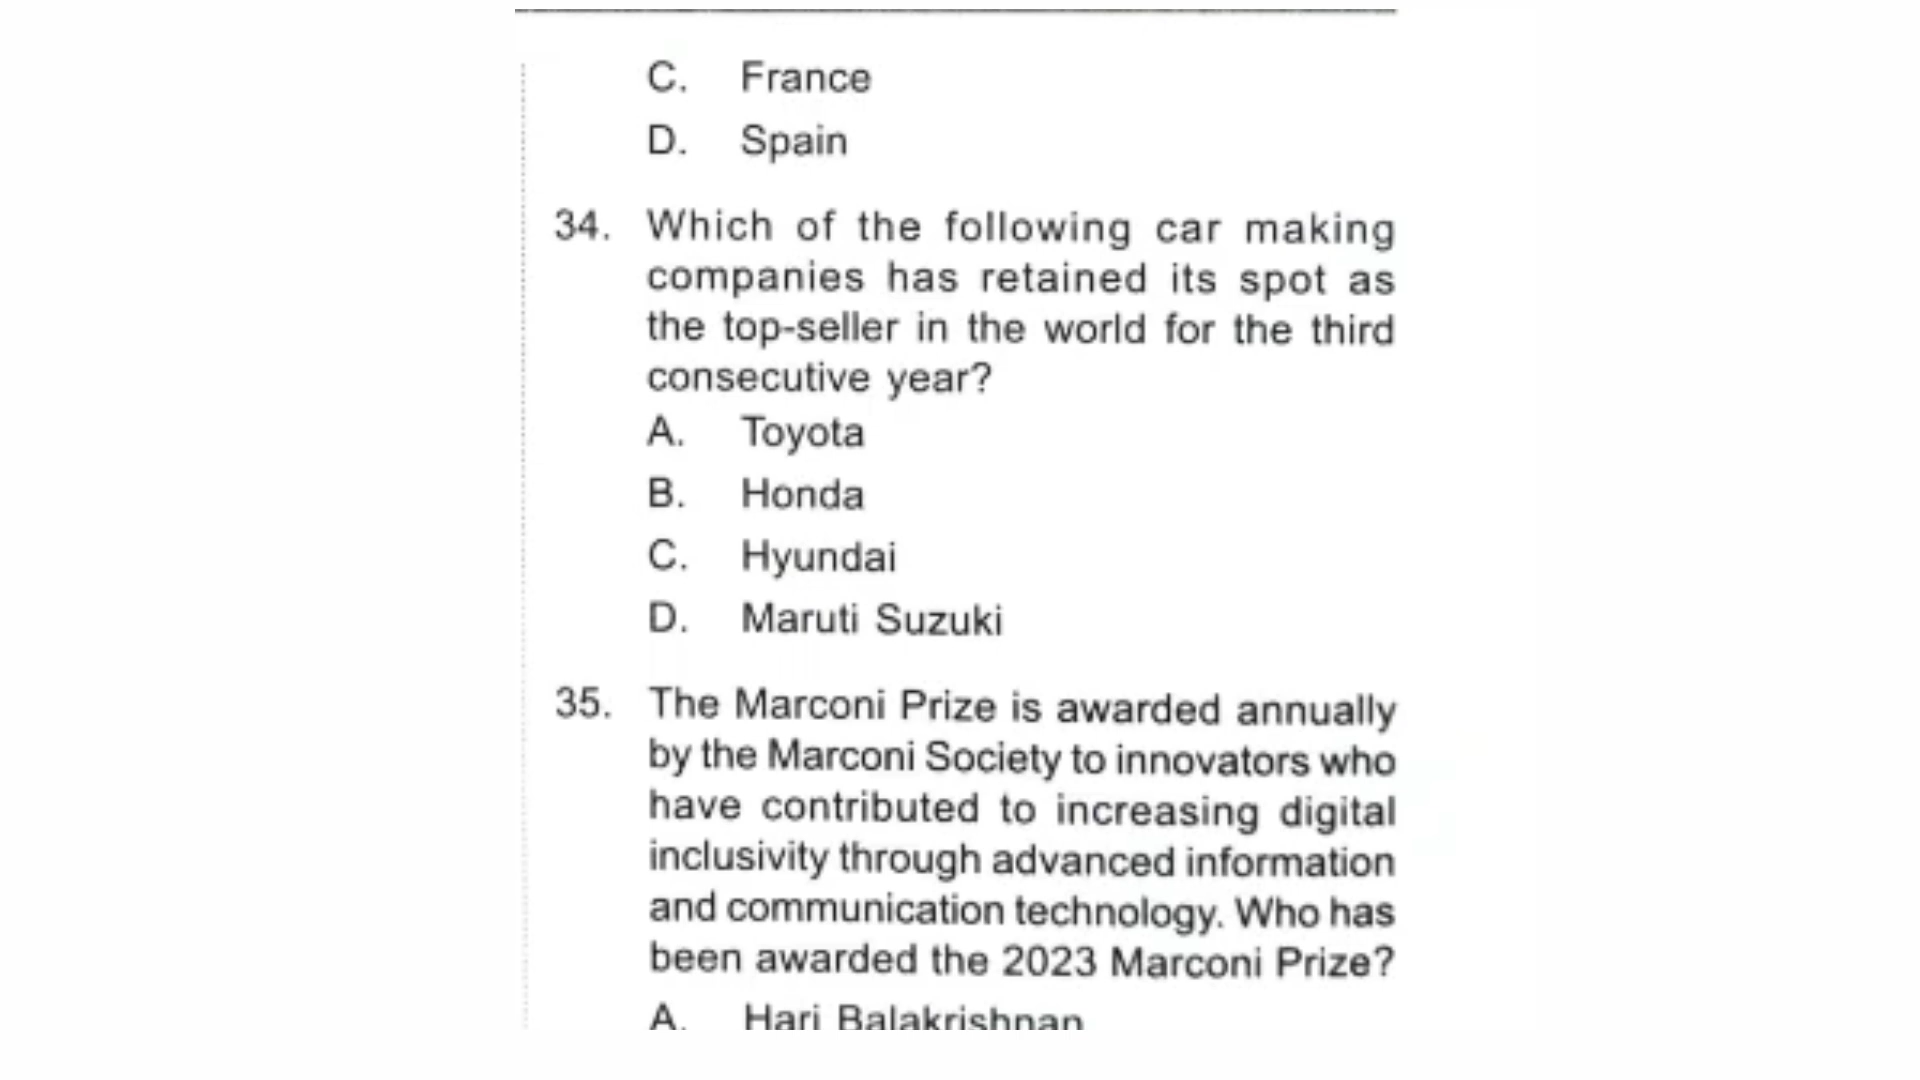 C. France
D. Spain
34. Which of the following car making
companies has retained its spot as
the top-seller in the world for the third
consecutive year?
A. Toyota
B. Honda
C. Hyundai
D. Maruti Suzuki
35. The Marconi Prize is awarded annually
by the Marconi Society to innovators who
have contributed to increasing digital
inclusivity through advanced information
and communication technology. Who has
been awarded the 2023 Marconi Prize?
A. Hari Balakrishnan